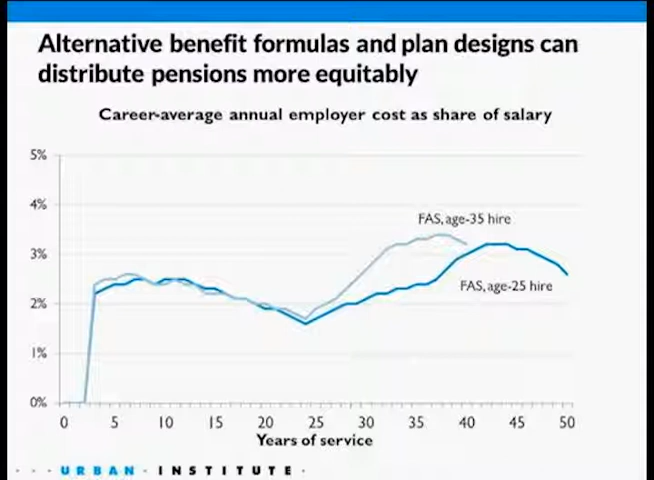 Alternative benefit formulas and plan designs can
distribute pensions more equitably
Career-average annual employer cost as share of salary
5%
4%
FAS, age-35 hire
3%
FAS, age-25 hire
2%
1%
0%
0 5 10 15 20 25 30 35 40 45 50
Years of service
URBAN · INSTITUTE